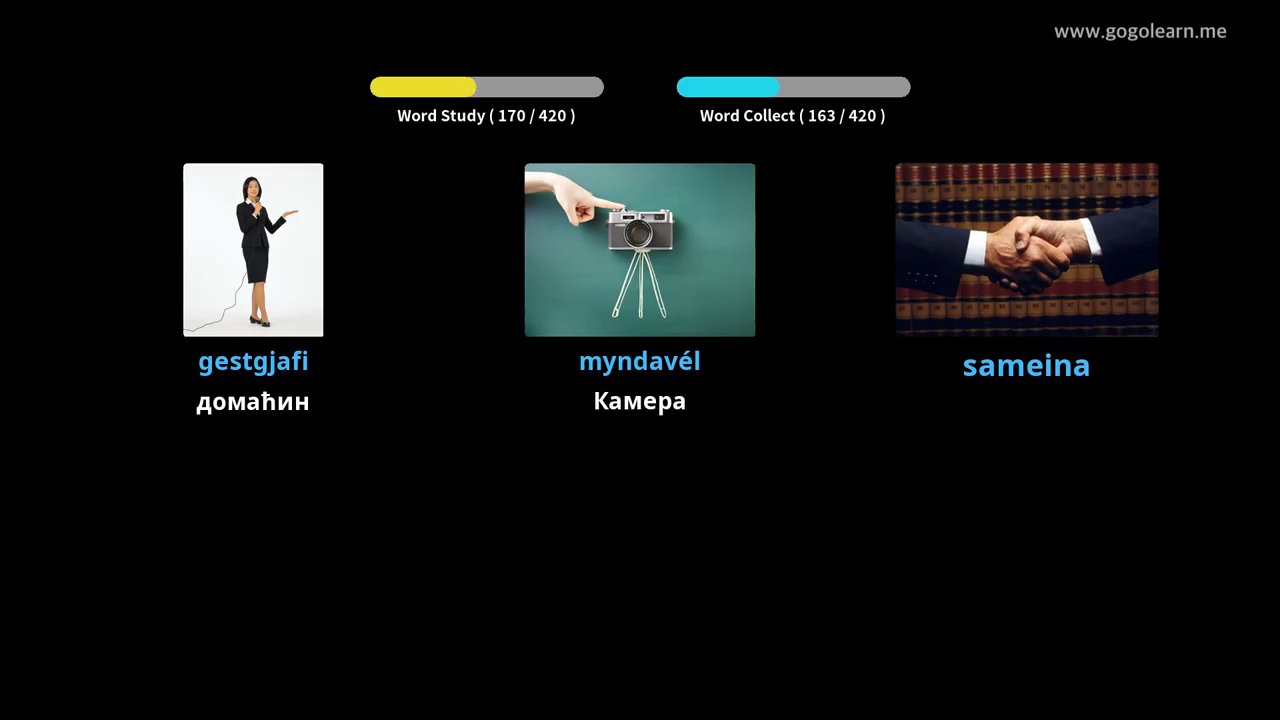 www.gogolearn.me
Word Study ( 170 / 420 )
Word Collect ( 163 / 420 )
gestgjafi
myndavél
sameina
домаћин
Камера